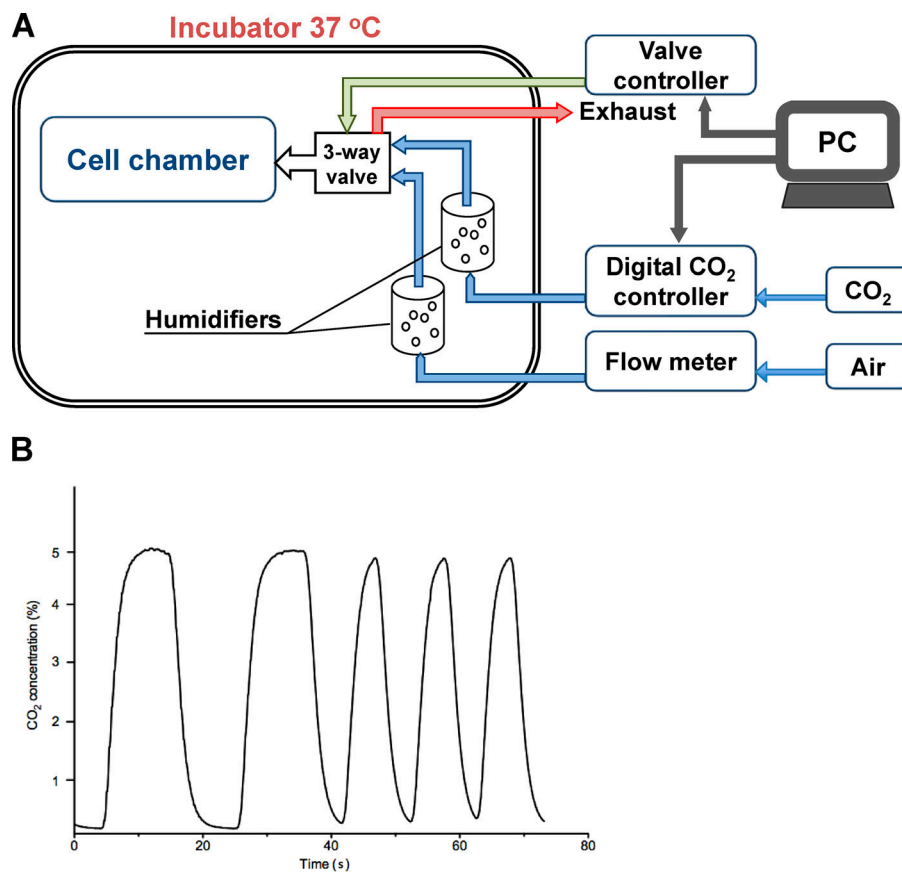 A
Incubator 37 °C
Valve
controller
Exhaust
PC
Cell chamber
3-way
valve
Digital CO₂
controller
CO₂
Humidifiers
Flow meter
Air
B
CO₂ concentration (%)
5
4
3
2
1
0
20
40
60
80
Time (s)